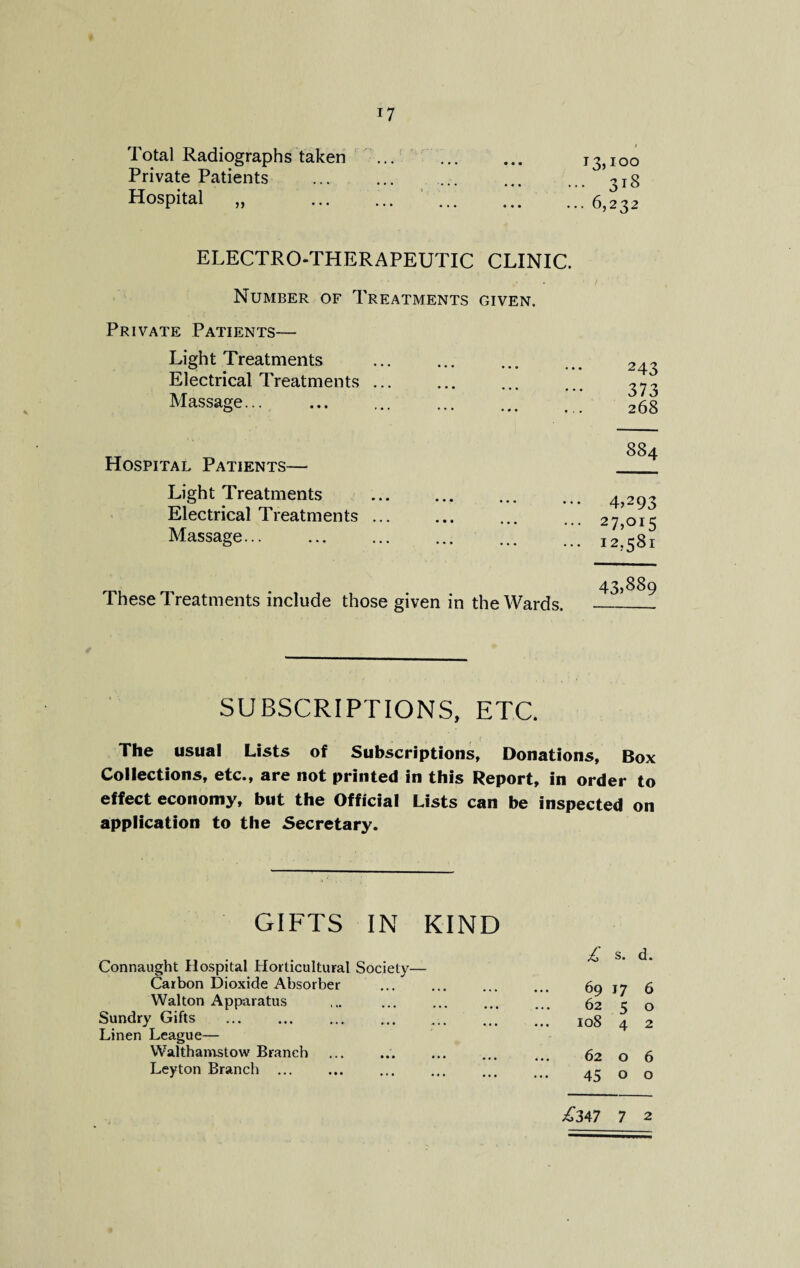 17
Total Radiographs taken ... ... ... 13,100
Private Patients ... ... ... ... ... 318
Hospital „ ... ... ... ... ... 6,232
ELECTRO-THERAPEUTIC CLINIC.
Number of Treatments given.
Private Patients—
Light Treatments ... ... ... ... 243
Electrical Treatments ... ... ... ... 373
Massage... ... ... ... ... ... 268
884
Hospital Patients—
Light Treatments ... ... ... ... 4,293
Electrical Treatments ... ... ... ... 27,015
Massage... ... ... ... ... ... 12,581
43,889
These Treatments include those given in the Wards.
SUBSCRIPTIONS, ETC.
The usual Lists of Subscriptions, Donations, Box
Collections, etc., are not printed in this Report, in order to
effect economy, but the Official Lists can be inspected on
application to the Secretary.
GIFTS IN KIND
£ s. d.
Connaught Hospital Horticultural Society—
Carbon Dioxide Absorber ... ... ... ... 69 17 6
Walton Apparatus ... ... ... ... ... 62 5 0
Sundry Gifts ... ... ... ... ... ... ... 108 4 2
Linen League—
Walthamstow Branch ... ... ... ... ... 62 0 6
Leyton Branch ... ... ... ... ... ... 45 0 0
£347 7 2